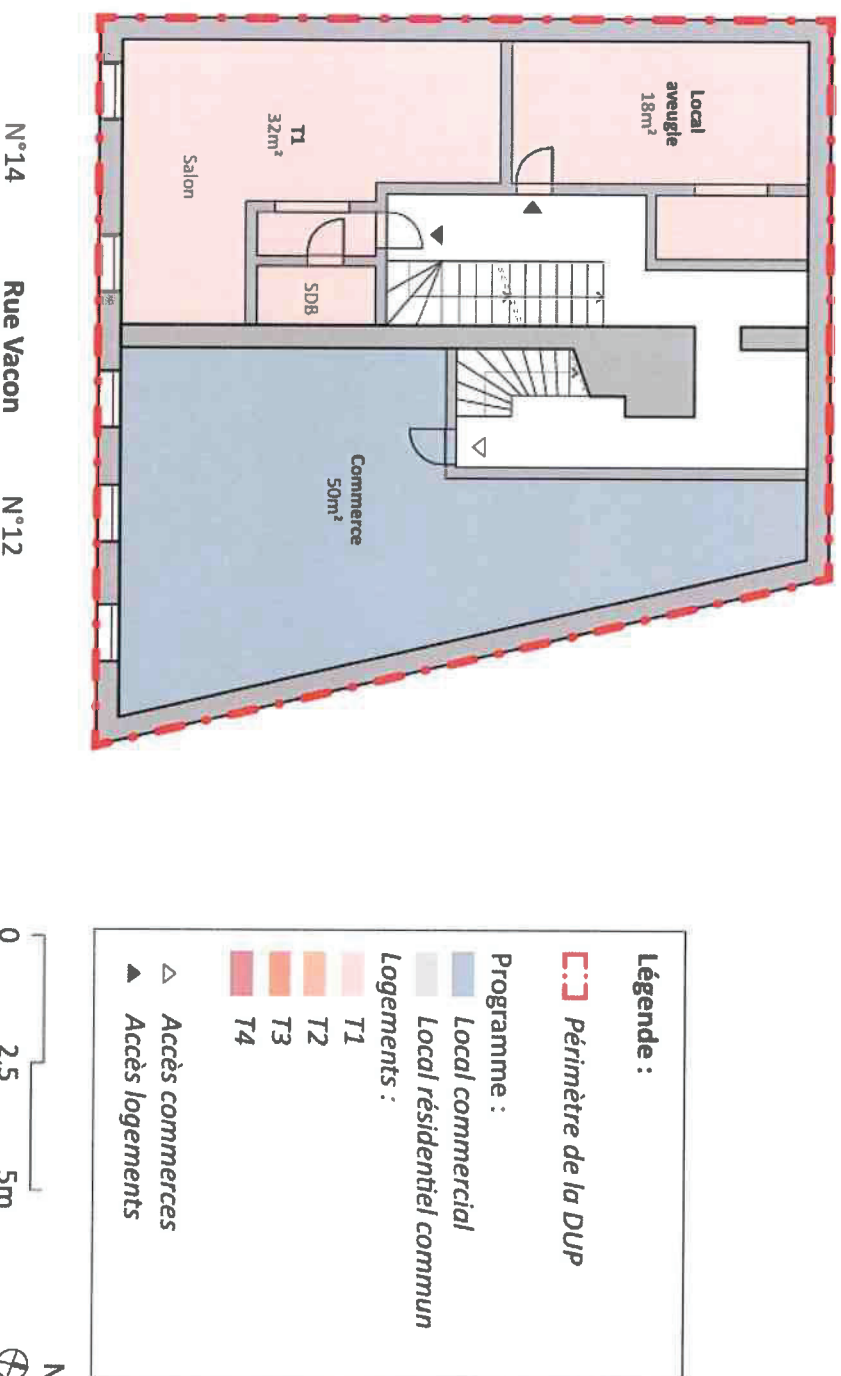 Local
aveugle
18m²
T1
32m²
Salon
SDB
Commerce
50m²
N°14
Rue Vacon
N°12
Légende :
Périmètre de la DUP
Programme :
Local commercial
Local résidentiel commun
Logements :
T1
T2
T3
T4
Accès commerces
Accès logements
0
2,5
5m
N